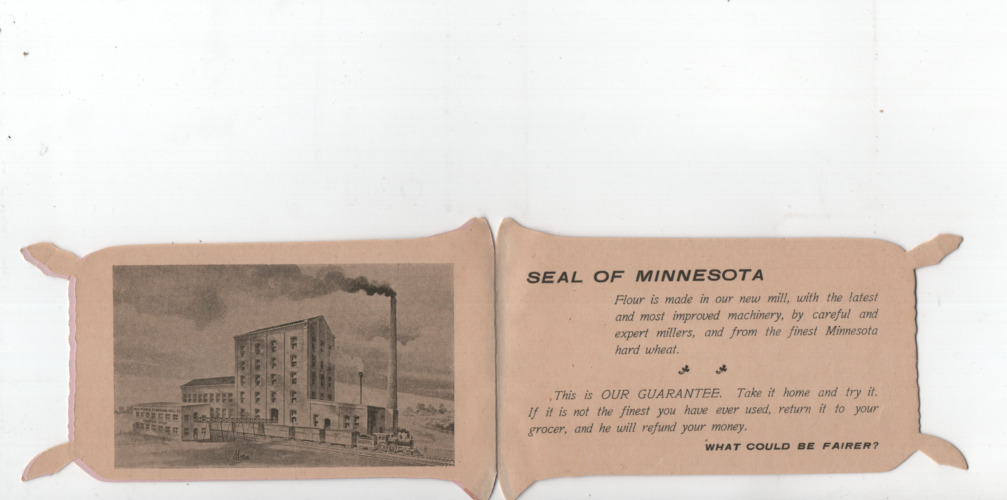 SEAL OF MINNESOTA
Flour is made in our new mill, with the latest
and most improved machinery, by careful and
expert millers, and from the finest Minnesota
hard wheat.
This is OUR GUARANTEE. Take it home and try it.
If it is not the finest you have ever used, return it to your
grocer, and he will refund your money.
WHAT COULD BE FAIRER?